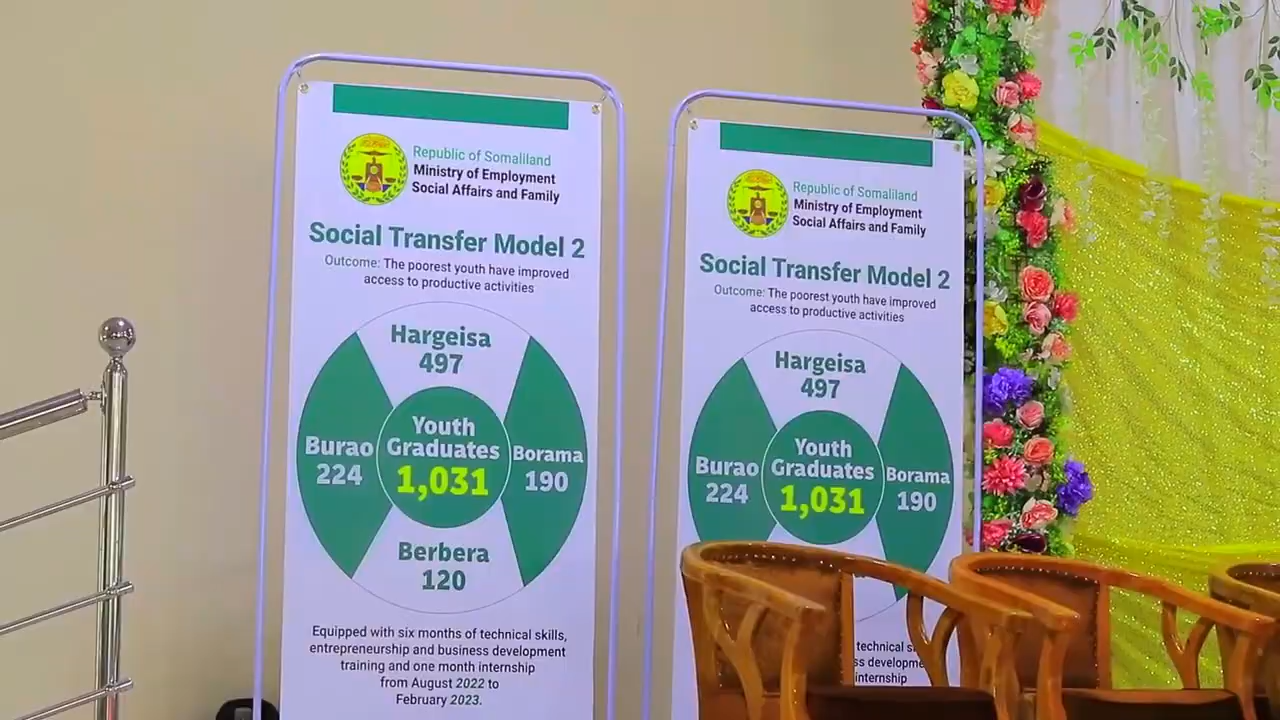 Republic of Somaliland
Ministry of Employment
Social Affairs and Family
Social Transfer Model 2
Outcome: The poorest youth have improved
access to productive activities
Hargeisa
497
Burao
224
Youth
Graduates
1,031
Borama
190
Berbera
120
Equipped with six months of technical skills,
entrepreneurship and business development
training and one month internship
from August 2022 to
February 2023.
Republic of Somaliland
Ministry of Employment
Social Affairs and Family
Social Transfer Model 2
Outcome: The poorest youth have improved
access to productive activities
Hargeisa
497
Burao
224
Youth
Graduates
1,031
Borama
190
technical
internship